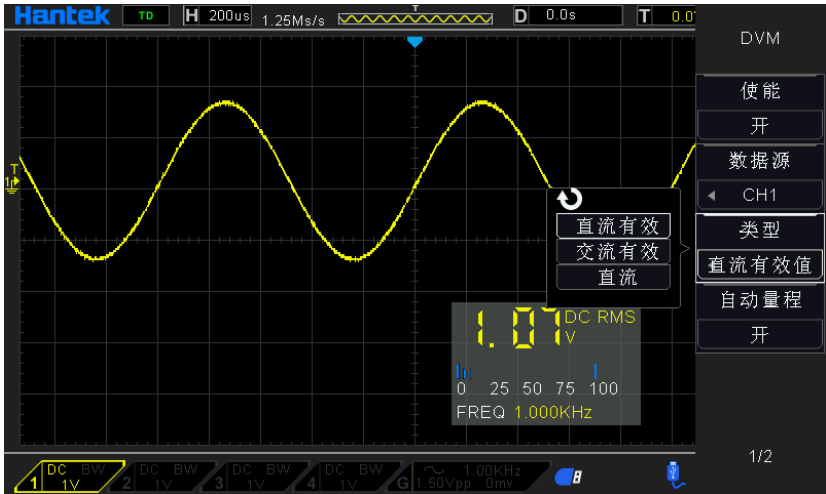 Hantek TD H 200us 1.25Ms/s T D 0.0s T 0.0
DVM
使能
开
数据源
CH1
类型
直流有效值
自动量程
开
1/2
直流有效
交流有效
直流
T
1
1.07 DC RMS
V
0 25 50 75 100
FREQ 1.000KHz
1 DC BW 1V
2 DC BW 1V
3 DC BW 1V
4 DC BW 1V
G 1.00KHz
1.50Vpp 0mv